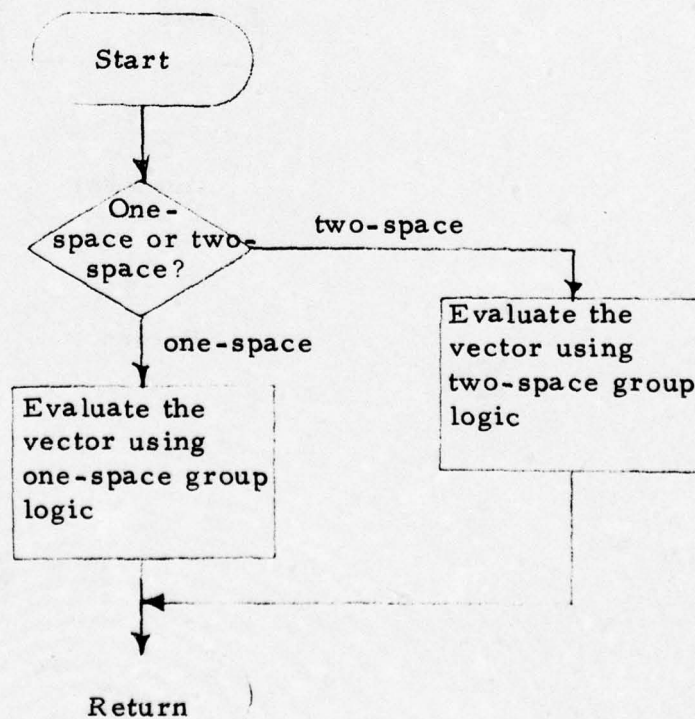 Start
One-
space or two-
space?
two-space
one-space
Evaluate the
vector using
two-space group
logic
Evaluate the
vector using
one-space group
logic
Return